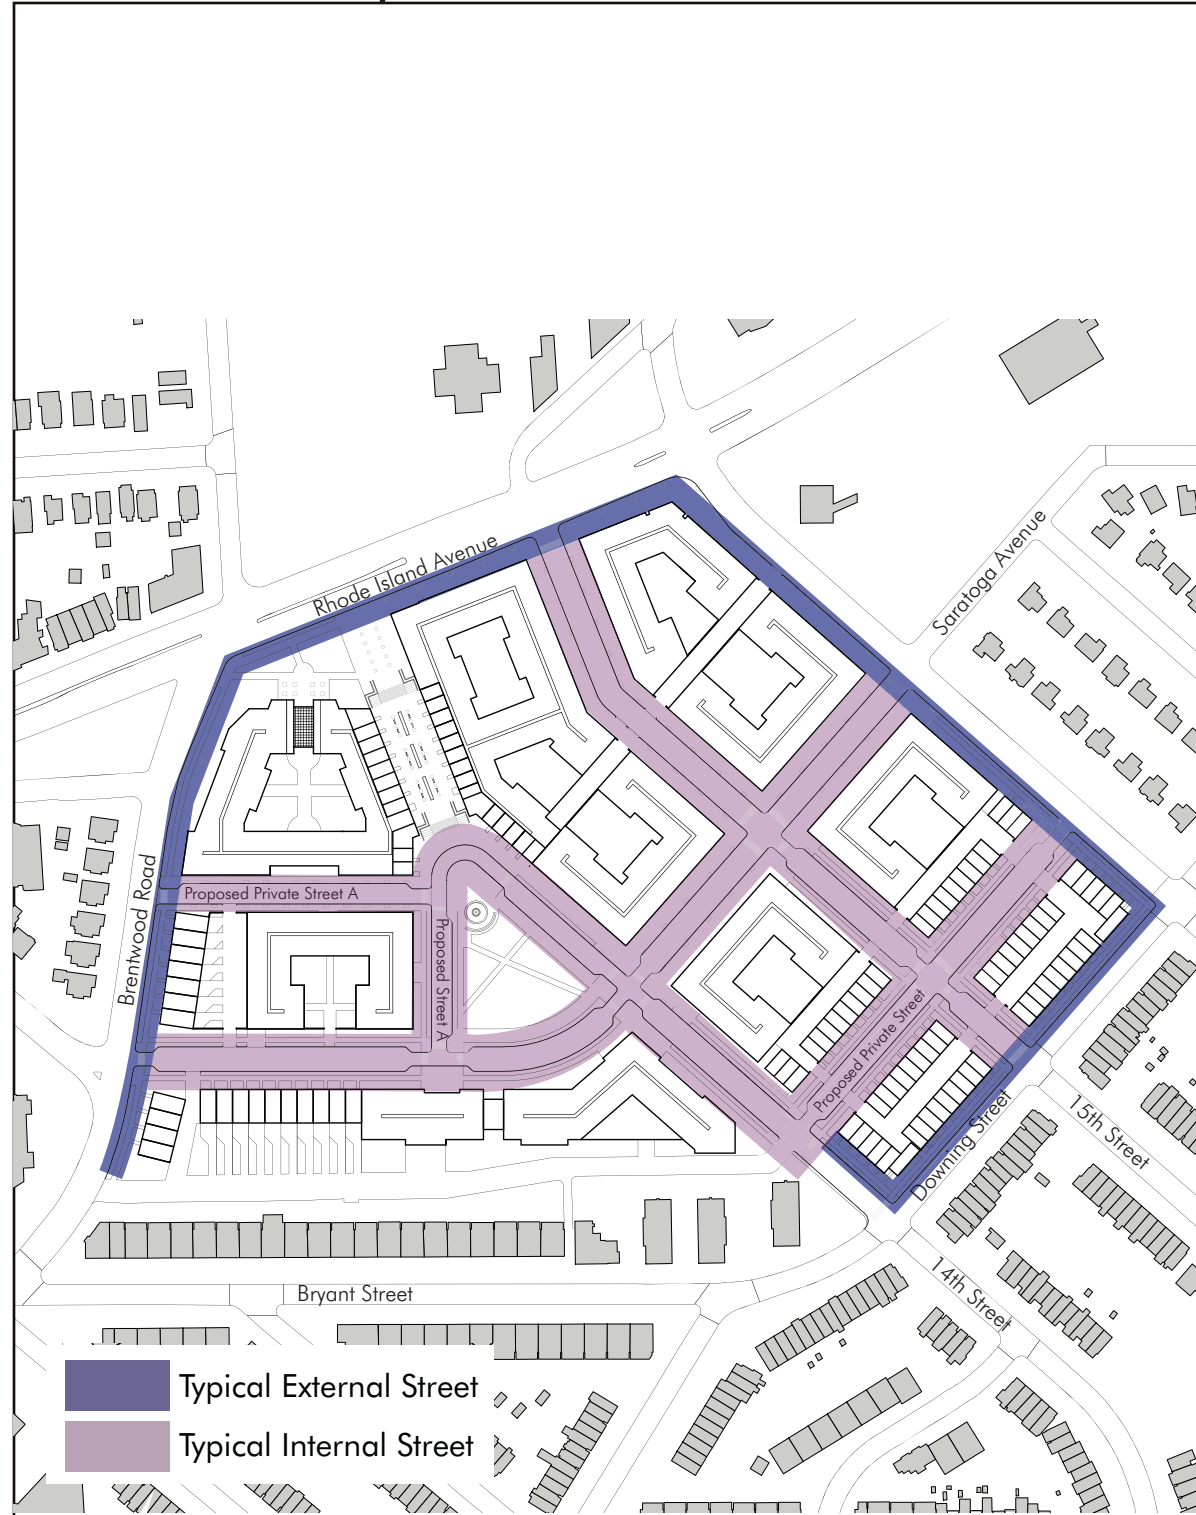 Rhode Island Avenue
Saratoga Avenue
Brentwood Road
Proposed Private Street A
Proposed Street A
Proposed Private Street
Downing Street
15th Street
14th Street
Bryant Street
Typical External Street
Typical Internal Street